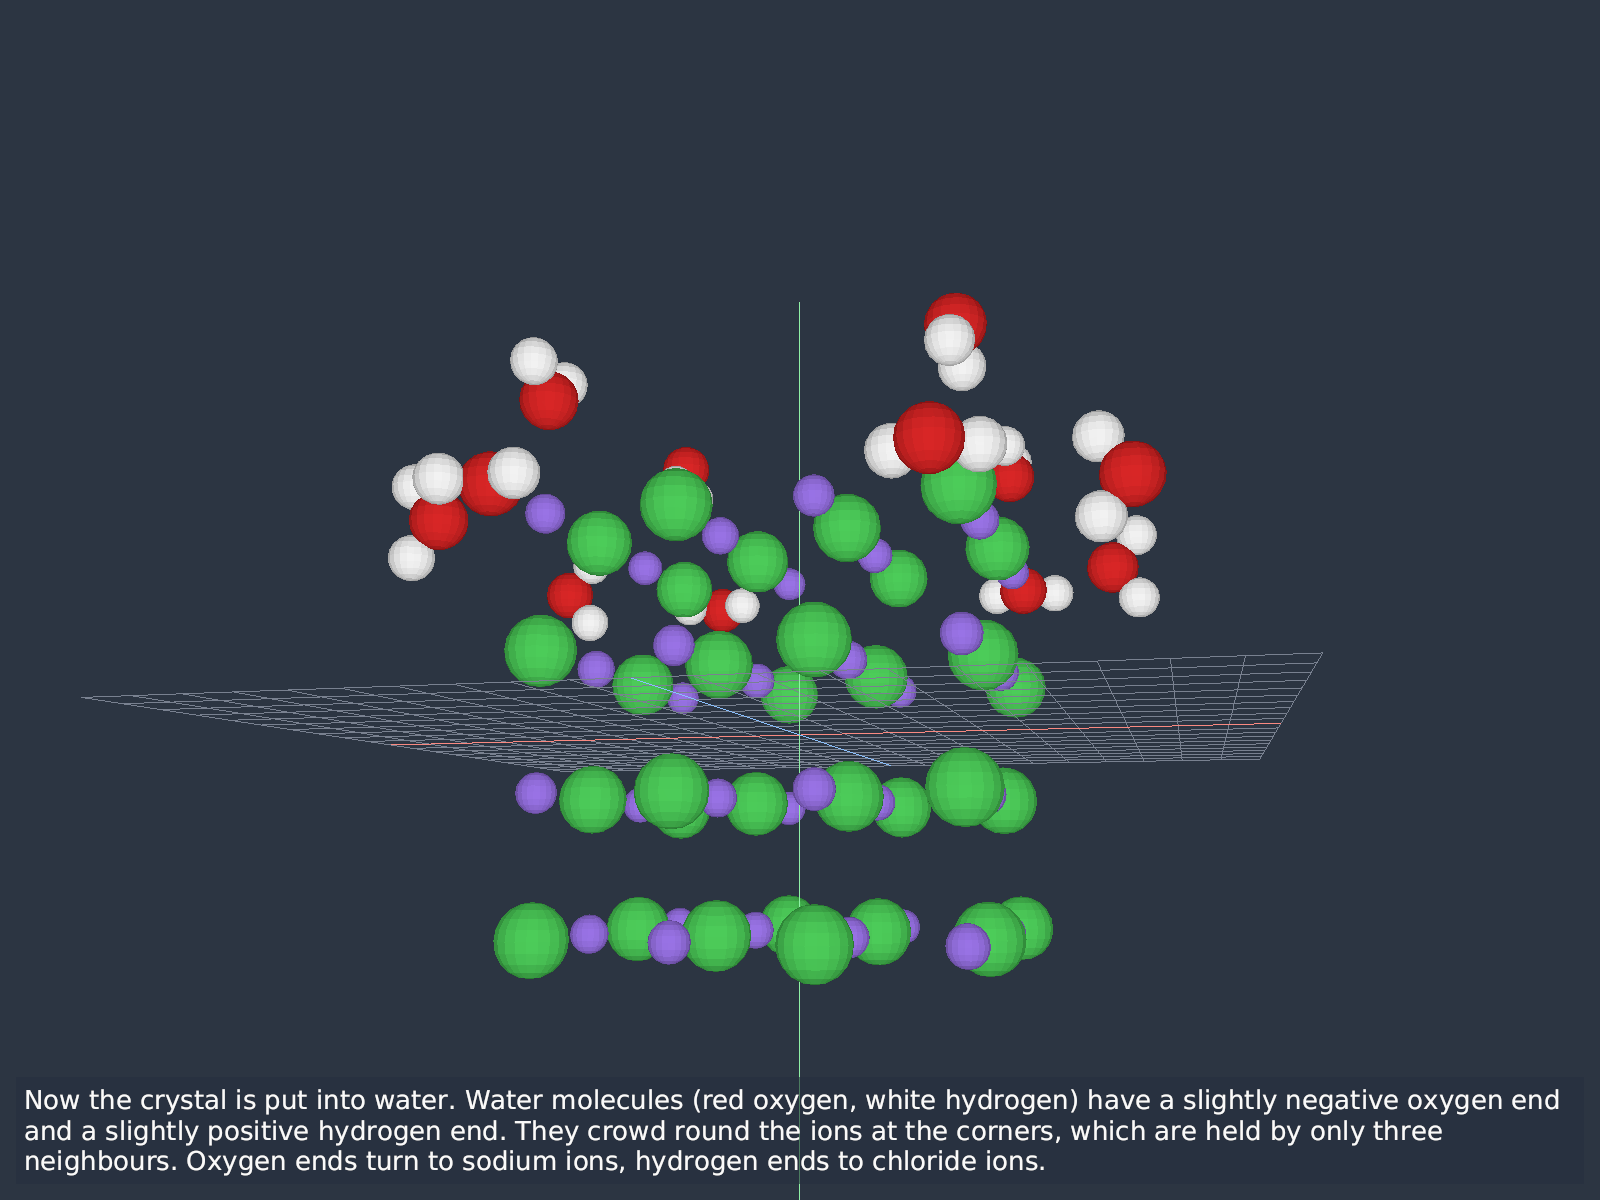 Now the crystal is put into water. Water molecules (red oxygen, white hydrogen) have a slightly negative oxygen end
and a slightly positive hydrogen end. They crowd round the ions at the corners, which are held by only three
neighbours. Oxygen ends turn to sodium ions, hydrogen ends to chloride ions.